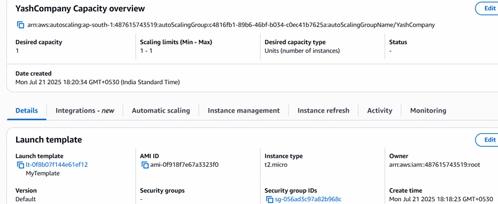 YashCompany Capacity overview
Edit
arn:aws:autoscaling:ap-south-1:487615743519:autoScalingGroup:c4816fb1-89b6-46bf-b034-c0ec41b7625a:autoScalingGroupName/YashCompany
Desired capacity Scaling limits (Min - Max) Desired capacity type Status
1 1 - 1 Units (number of instances) -
Date created
Mon Jul 21 2025 18:20:34 GMT+0530 (India Standard Time)
Details Integrations - new Automatic scaling Instance management Instance refresh Activity Monitoring
Launch template
Edit
Launch template AMI ID Instance type Owner
lt-0f8b07f144e61ef12 ami-0f918f7e67a3323f0 t2.micro arn:aws:iam::487615743519:root
MyTemplate
Version Security groups Security group IDs Create time
Default - sg-056ad3c97a82b968c Mon Jul 21 2025 18:18:23 GMT+0530